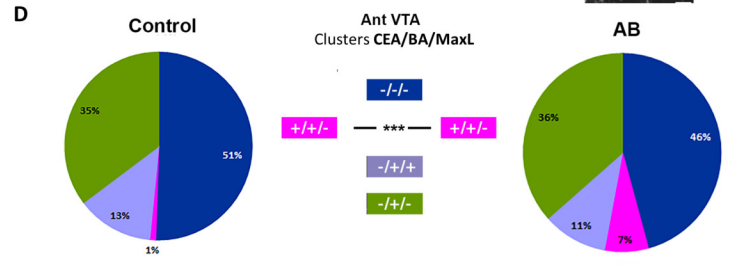 D
Control
Ant VTA
Clusters CEA/BA/MaxL
AB
35%
51%
13%
1%
-/-/-
+/+/-
***
+/+/-
-/+/+
-/+/-
36%
46%
11%
7%